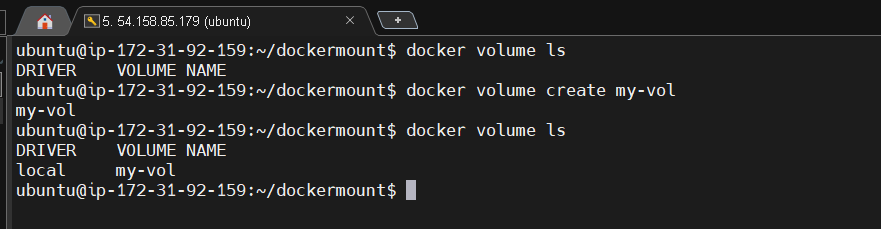 5. 54.158.85.179 (ubuntu)
ubuntu@ip-172-31-92-159:~/dockermount$ docker volume ls
DRIVER    VOLUME NAME
ubuntu@ip-172-31-92-159:~/dockermount$ docker volume create my-vol
my-vol
ubuntu@ip-172-31-92-159:~/dockermount$ docker volume ls
DRIVER    VOLUME NAME
local     my-vol
ubuntu@ip-172-31-92-159:~/dockermount$